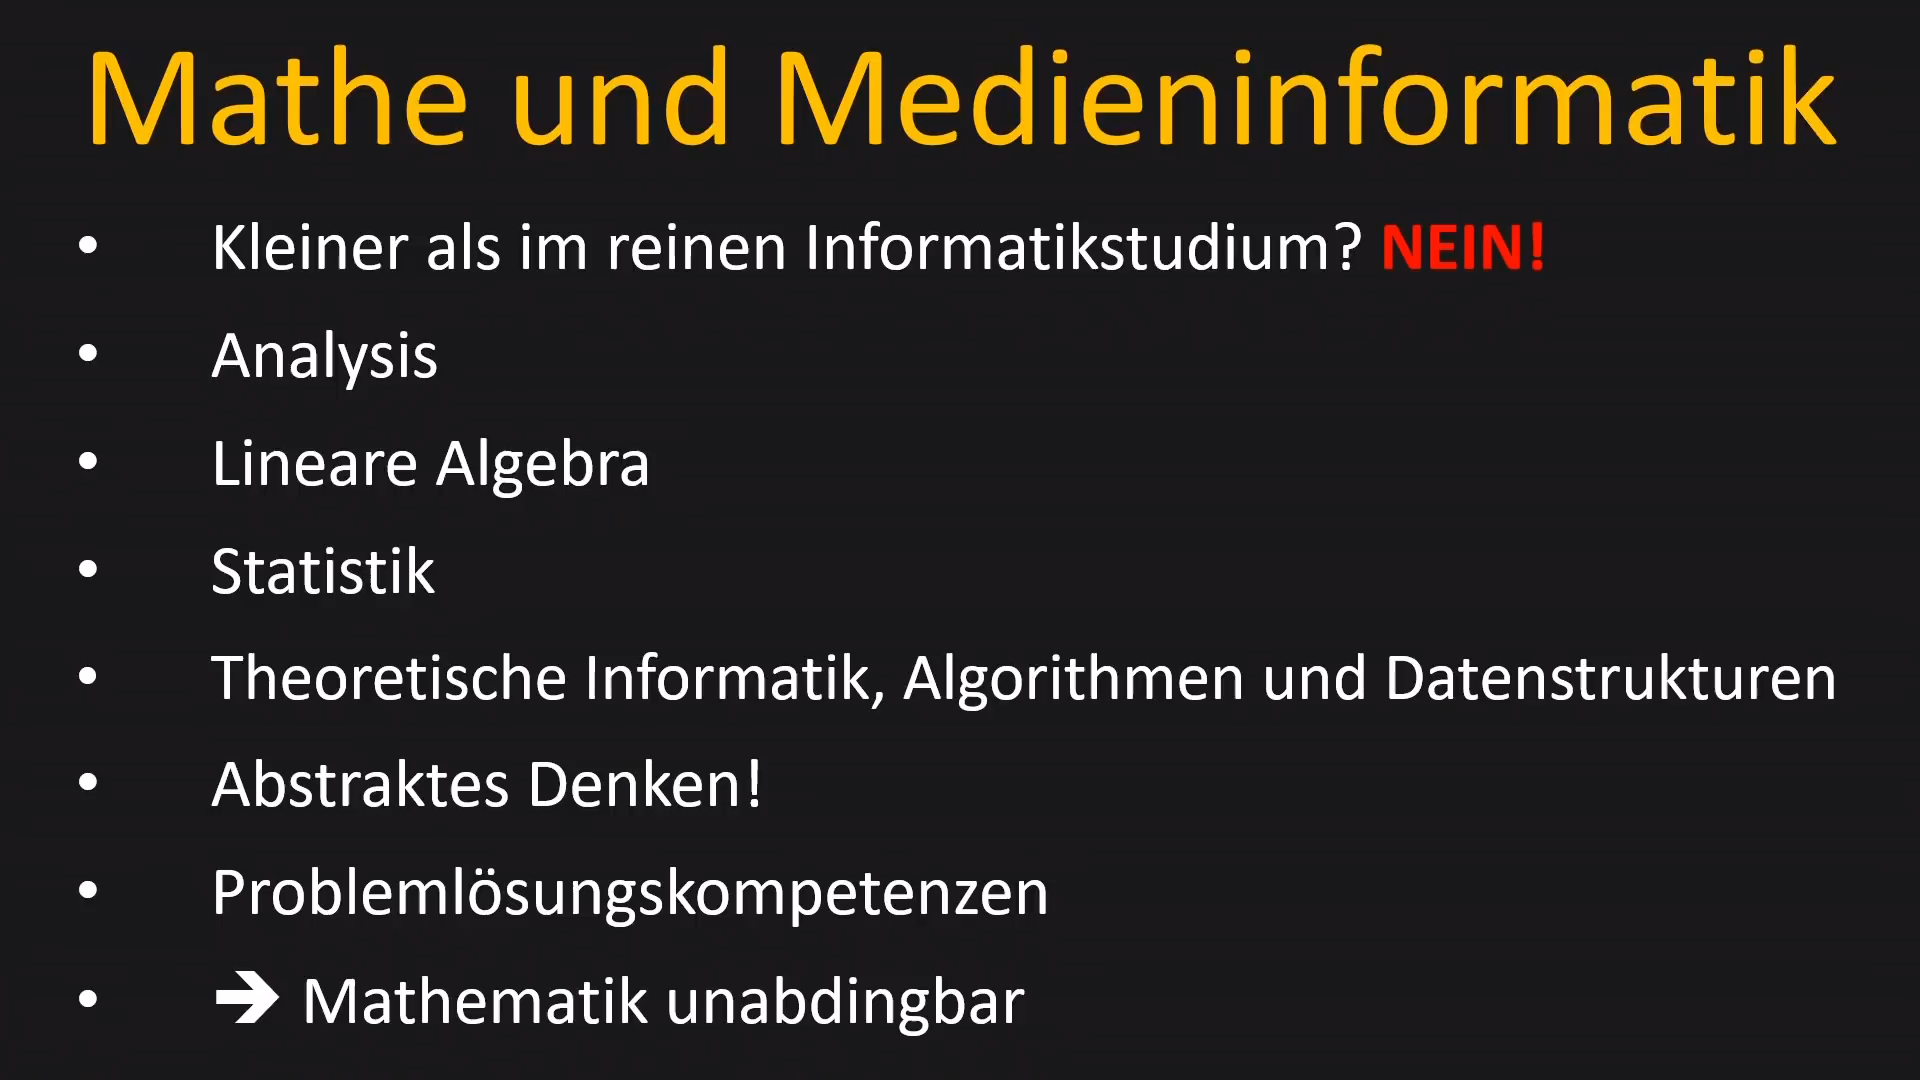 Mathe und Medieninformatik
• Kleiner als im reinen Informatikstudium? NEIN!
• Analysis
• Lineare Algebra
• Statistik
• Theoretische Informatik, Algorithmen und Datenstrukturen
• Abstraktes Denken!
• Problemlösungskompetenzen
• ➔ Mathematik unabdingbar